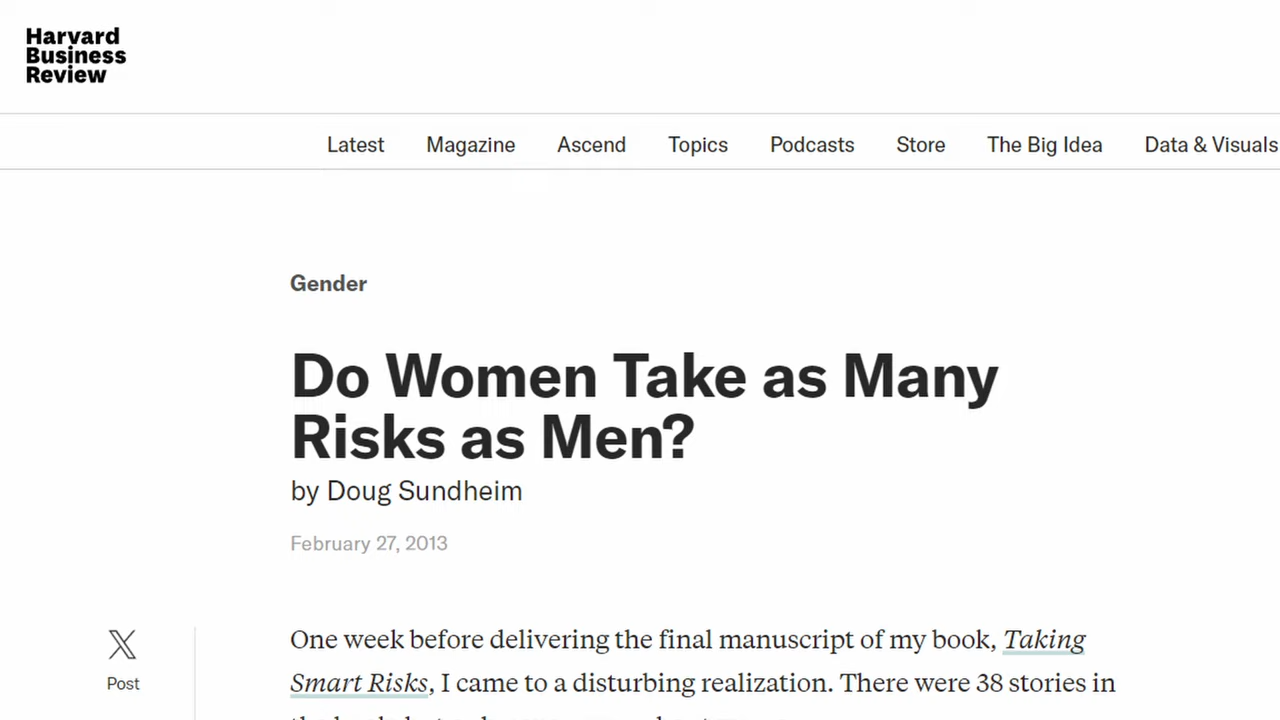 Harvard
Business
Review
Latest Magazine Ascend Topics Podcasts Store The Big Idea Data & Visuals
Gender
Do Women Take as Many
Risks as Men?
by Doug Sundheim
February 27, 2013
One week before delivering the final manuscript of my book, Taking
Smart Risks, I came to a disturbing realization. There were 38 stories in
Post